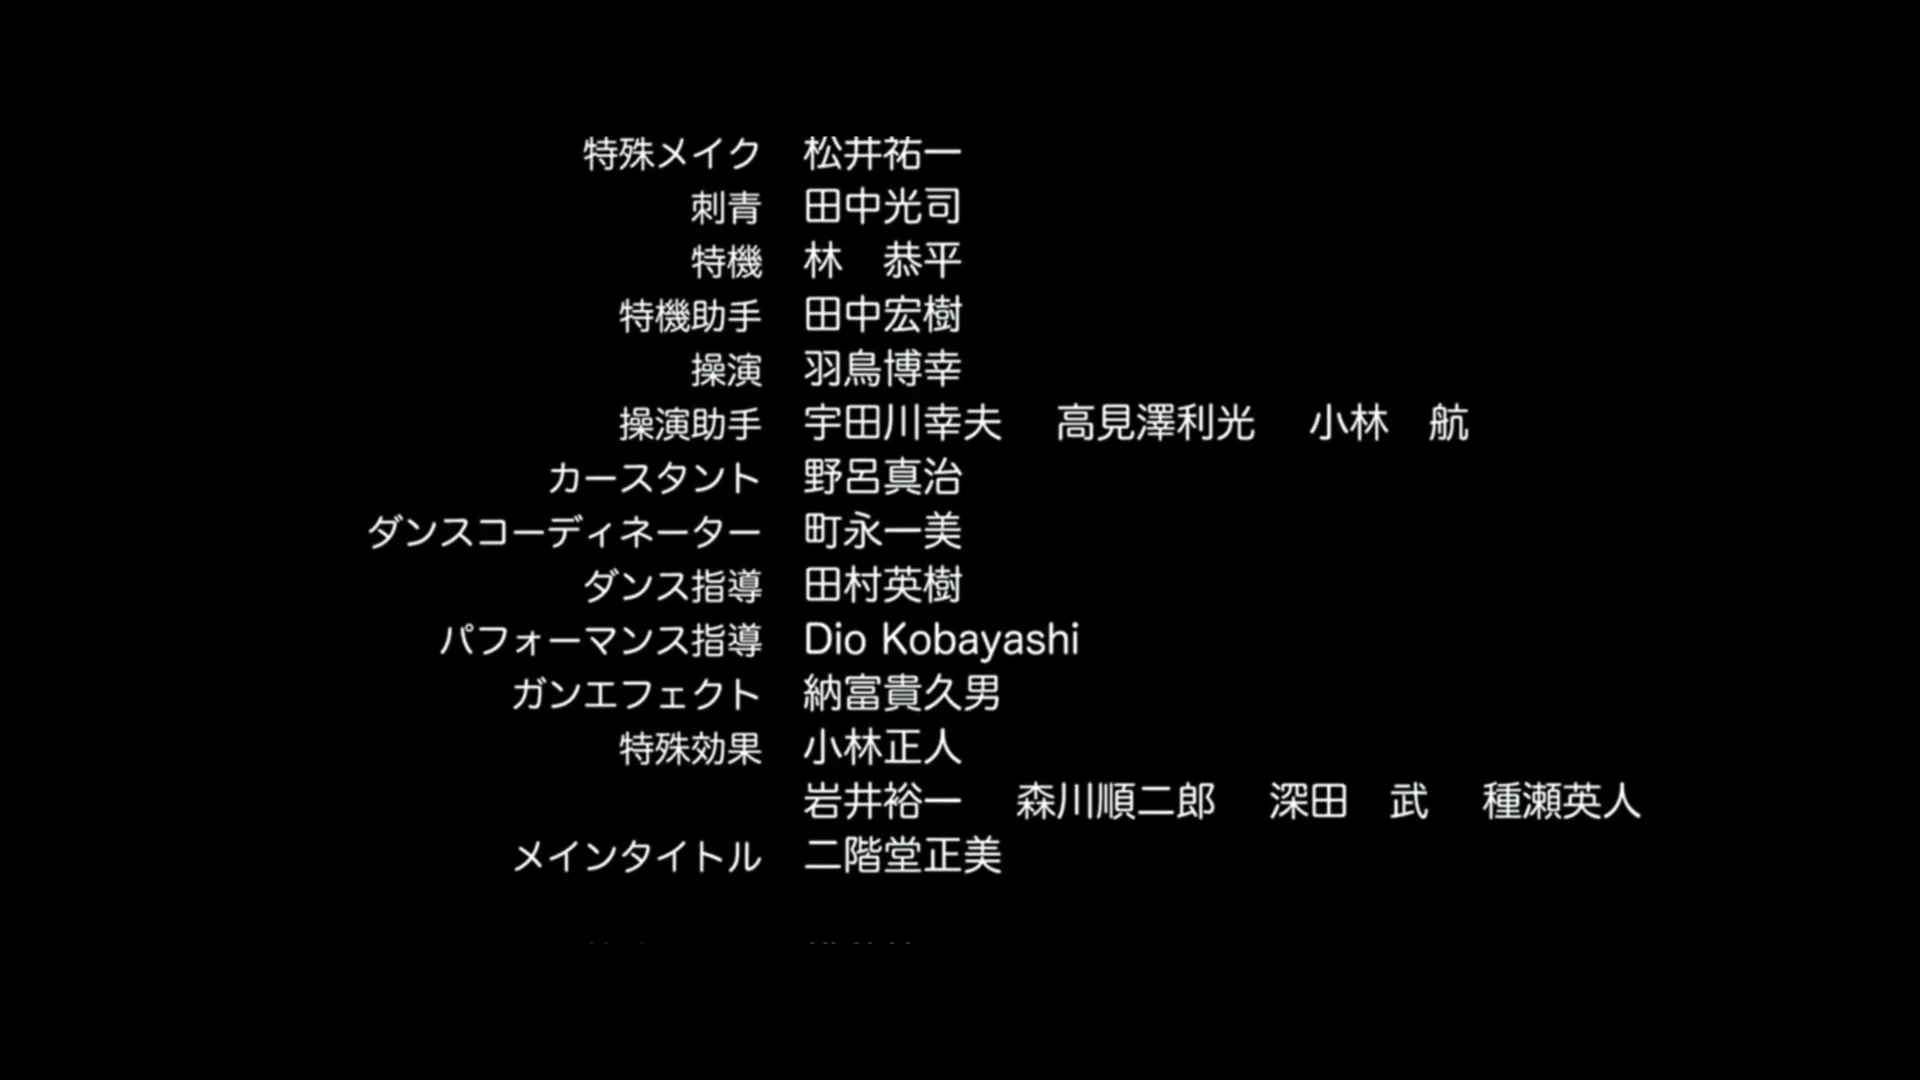 特殊メイク　松井祐一
刺青　田中光司
特機　林　恭平
特機助手　田中宏樹
操演　羽鳥博幸
操演助手　宇田川幸夫　高見澤利光　小林　航
カースタント　野呂真治
ダンスコーディネーター　町永一美
ダンス指導　田村英樹
パフォーマンス指導　Dio Kobayashi
ガンエフェクト　納富貴久男
特殊効果　小林正人
岩井裕一　森川順二郎　深田　武　種瀬英人
メインタイトル　二階堂正美